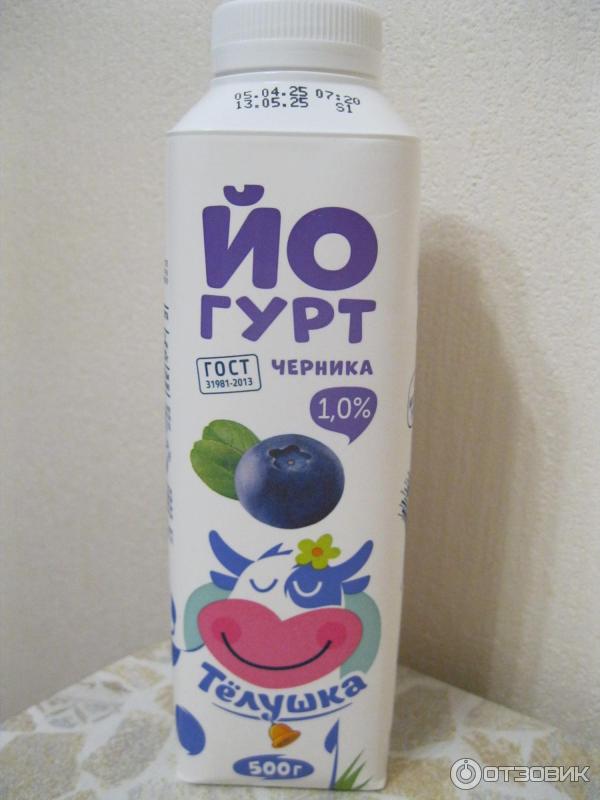 05.04.25 07:20
13.05.25 S1
ЙО
ГУРТ
ГОСТ
31981-2013
ЧЕРНИКА
1,0%
Тёлушка
500г
ОТЗОВИК